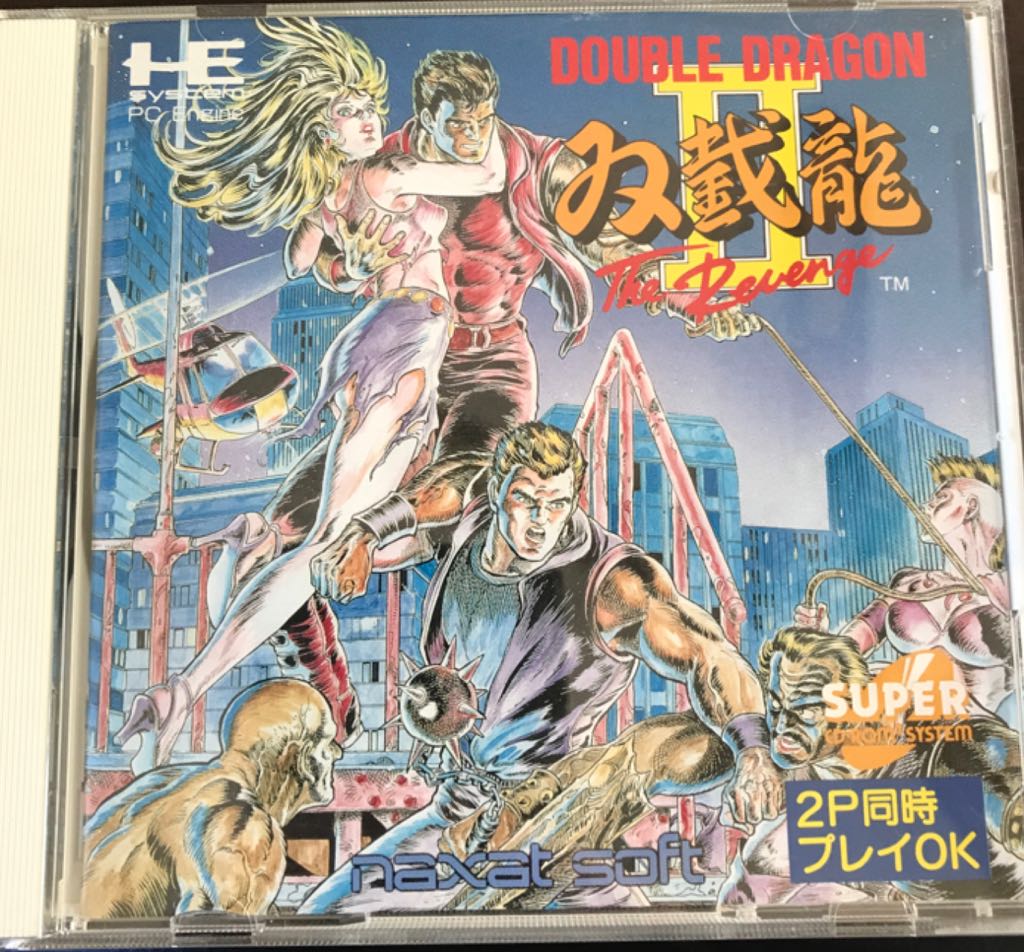 HE
system
PC Engine
DOUBLE DRAGON
II
双截龍
The Revenge
TM
SUPER
CD-ROM² SYSTEM
2P同時
プレイOK
naxat soft